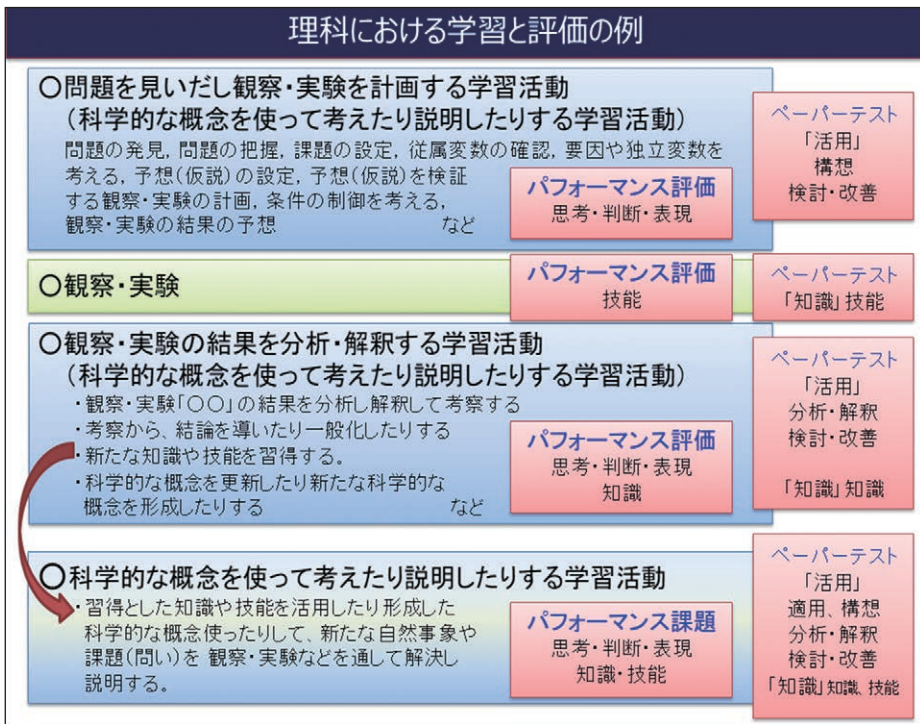 理科における学習と評価の例
〇問題を見いだし観察・実験を計画する学習活動
（科学的な概念を使って考えたり説明したりする学習活動）
問題の発見，問題の把握，課題の設定，従属変数の確認，要因や独立変数を
考える，予想（仮説）の設定，予想（仮説）を検証
する観察・実験の計画，条件の制御を考える，
観察・実験の結果の予想 など
パフォーマンス評価
思考・判断・表現
ペーパーテスト
「活用」
構想
検討・改善
〇観察・実験
パフォーマンス評価
技能
ペーパーテスト
「知識」技能
〇観察・実験の結果を分析・解釈する学習活動
（科学的な概念を使って考えたり説明したりする学習活動）
・観察・実験「〇〇」の結果を分析し解釈して考察する
・考察から、結論を導いたり一般化したりする
・新たな知識や技能を習得する。
・科学的な概念を更新したり新たな科学的な
概念を形成したりする など
パフォーマンス評価
思考・判断・表現
知識
ペーパーテスト
「活用」
分析・解釈
検討・改善
「知識」知識
〇科学的な概念を使って考えたり説明したりする学習活動
・習得とした知識や技能を活用したり形成した
科学的な概念使ったりして、新たな自然事象や
課題（問い）を 観察・実験などを通して解決し
説明する。
パフォーマンス課題
思考・判断・表現
知識・技能
ペーパーテスト
「活用」
適用、構想
分析・解釈
検討・改善
「知識」知識、技能